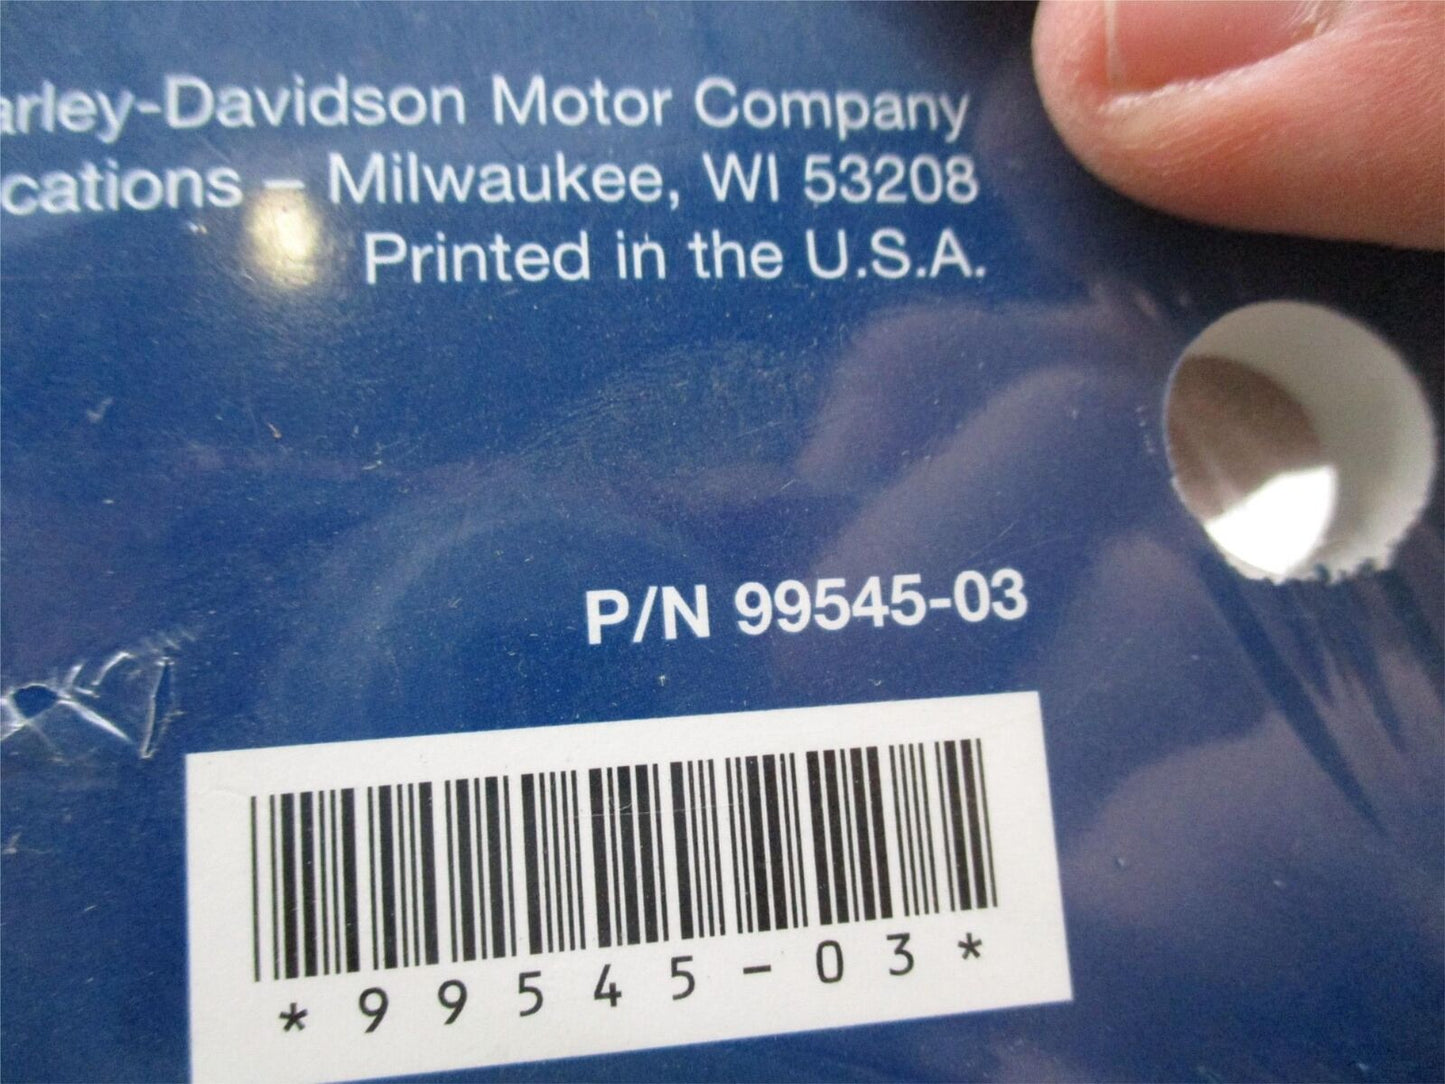 arley-Davidson Motor Company
cations – Milwaukee, WI 53208
Printed in the U.S.A.
P/N 99545-03
*99545-03*